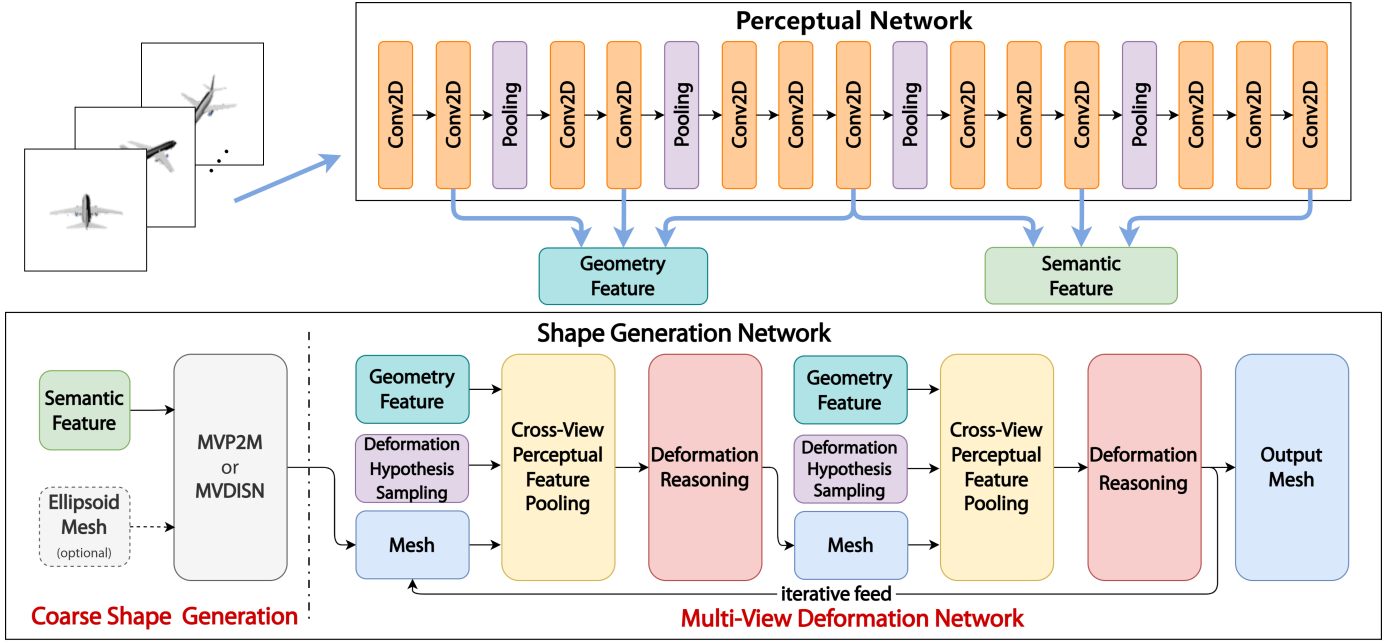 Perceptual Network
Conv2D
Conv2D
Pooling
Conv2D
Conv2D
Pooling
Conv2D
Conv2D
Conv2D
Pooling
Conv2D
Conv2D
Conv2D
Pooling
Conv2D
Conv2D
Conv2D
Geometry
Feature
Semantic
Feature
Shape Generation Network
Semantic
Feature
Ellipsoid
Mesh
(optional)
MVP2M
or
MVDISN
Geometry
Feature
Deformation
Hypothesis
Sampling
Mesh
Cross-View
Perceptual
Feature
Pooling
Deformation
Reasoning
Geometry
Feature
Deformation
Hypothesis
Sampling
Mesh
Cross-View
Perceptual
Feature
Pooling
Deformation
Reasoning
Output
Mesh
iterative feed
Coarse Shape Generation
Multi-View Deformation Network